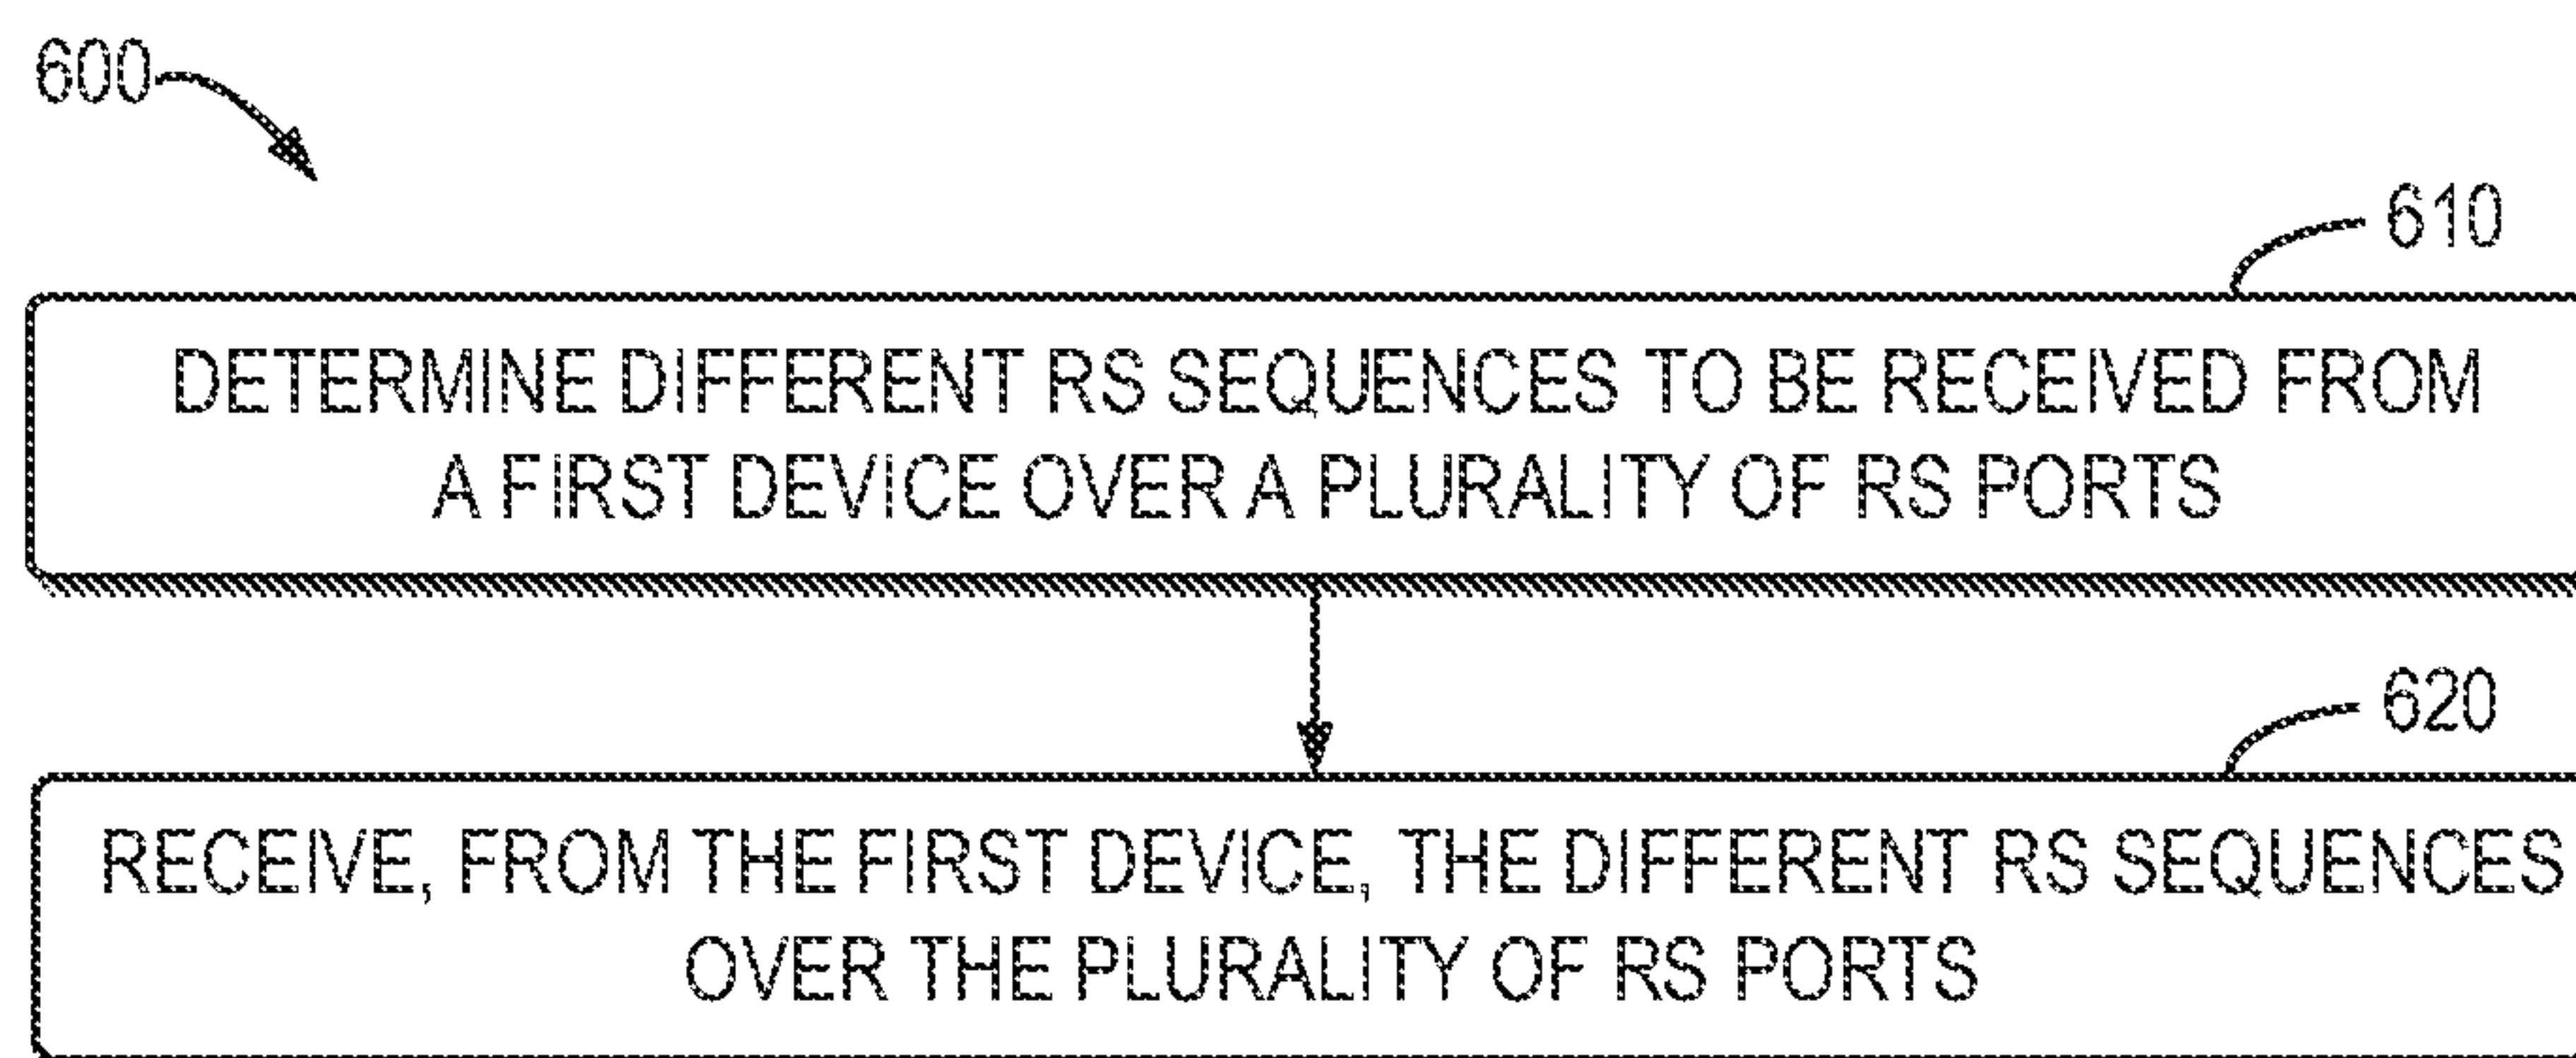 600
610
DETERMINE DIFFERENT RS SEQUENCES TO BE RECEIVED FROM
A FIRST DEVICE OVER A PLURALITY OF RS PORTS
620
RECEIVE, FROM THE FIRST DEVICE, THE DIFFERENT RS SEQUENCES
OVER THE PLURALITY OF RS PORTS